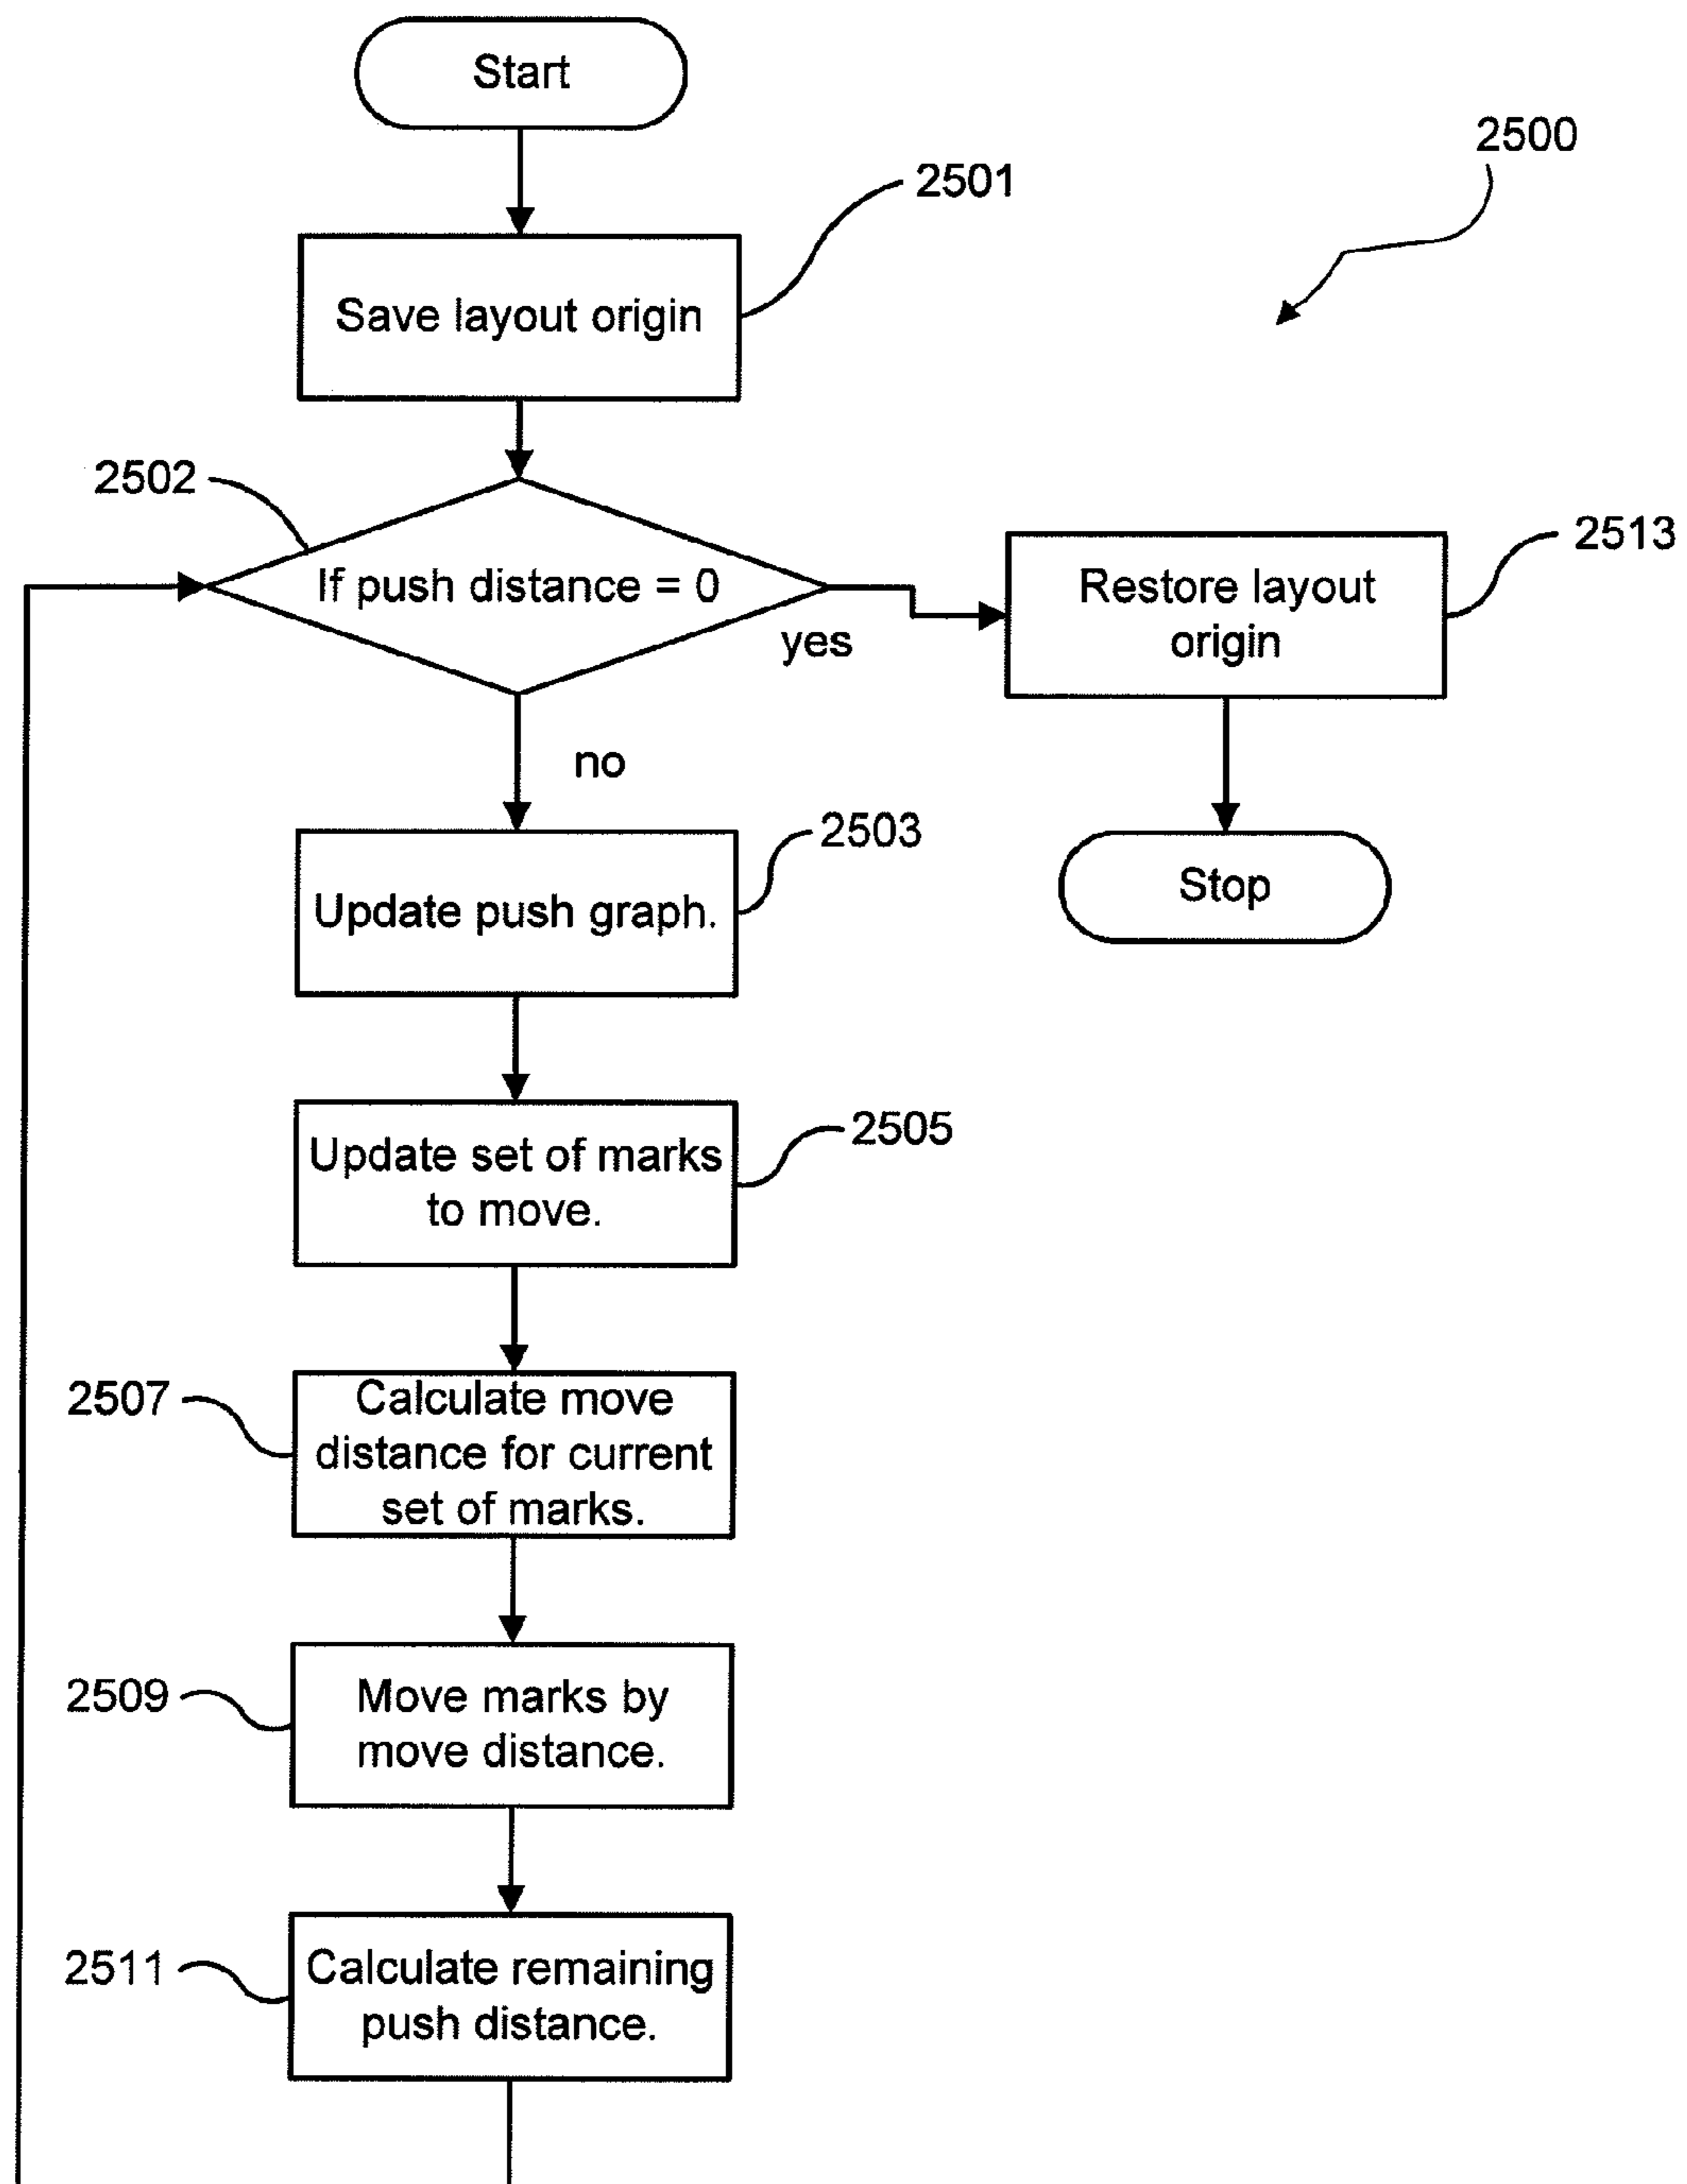 Start
2500
2501
Save layout origin
2502
If push distance = 0
yes
2513
Restore layout
origin
no
2503
Update push graph.
Stop
2505
Update set of marks
to move.
2507
Calculate move
distance for current
set of marks.
2509
Move marks by
move distance.
2511
Calculate remaining
push distance.